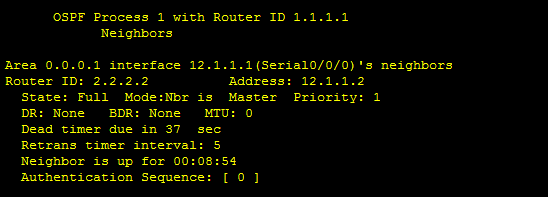 OSPF Process 1 with Router ID 1.1.1.1
Neighbors
Area 0.0.0.1 interface 12.1.1.1(Serial0/0/0)'s neighbors
Router ID: 2.2.2.2 Address: 12.1.1.2
State: Full Mode:Nbr is Master Priority: 1
DR: None BDR: None MTU: 0
Dead timer due in 37 sec
Retrans timer interval: 5
Neighbor is up for 00:08:54
Authentication Sequence: [ 0 ]